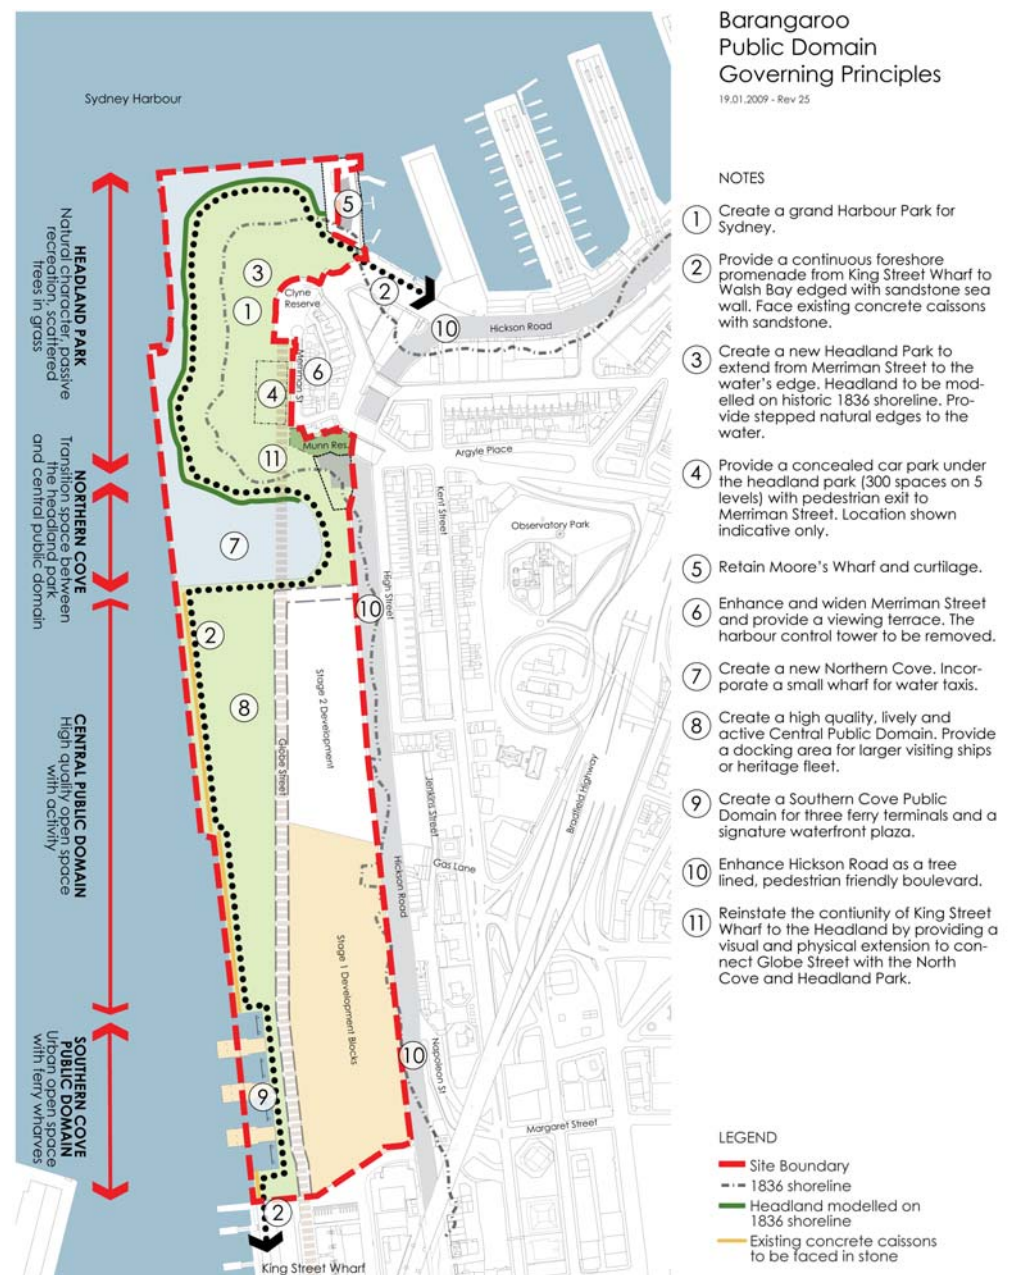 Barangaroo
Public Domain
Governing Principles
19.01.2009 - Rev 25
NOTES
1 Create a grand Harbour Park for
Sydney.
2 Provide a continuous foreshore
promenade from King Street Wharf to
Walsh Bay edged with sandstone sea
wall. Face existing concrete caissons
with sandstone.
3 Create a new Headland Park to
extend from Merriman Street to the
water's edge. Headland to be mod-
elled on historic 1836 shoreline. Pro-
vide stepped natural edges to the
water.
4 Provide a concealed car park under
the headland park (300 spaces on 5
levels) with pedestrian exit to
Merriman Street. Location shown
indicative only.
5 Retain Moore's Wharf and curtilage.
6 Enhance and widen Merriman Street
and provide a viewing terrace. The
harbour control tower to be removed.
7 Create a new Northern Cove. Incor-
porate a small wharf for water taxis.
8 Create a high quality, lively and
active Central Public Domain. Provide
a docking area for larger visiting ships
or heritage fleet.
9 Create a Southern Cove Public
Domain for three ferry terminals and a
signature waterfront plaza.
10 Enhance Hickson Road as a tree
lined, pedestrian friendly boulevard.
11 Reinstate the contiunity of King Street
Wharf to the Headland by providing a
visual and physical extension to con-
nect Globe Street with the North
Cove and Headland Park.
LEGEND
Site Boundary
1836 shoreline
Headland modelled on
1836 shoreline
Existing concrete caissons
to be faced in stone
Sydney Harbour
HEADLAND PARK
Natural character, passive
recreation, scattered
trees in grass
NORTHERN COVE
Transition space between
the headland park
and central public domain
CENTRAL PUBLIC DOMAIN
High quality open space
with activity
SOUTHERN COVE
PUBLIC DOMAIN
Urban open space
with ferry wharves
5
3
1
2
10
6
4
11
7
10
2
8
10
9
2
Clyne
Reserve
Merriman St
Hickson Road
Munn Res.
Argyle Place
Kent Street
Observatory Park
High Street
Stage 2 Development
Globe Street
Bradfield Highway
Jenkins Street
Gas Lane
Hickson Road
Stage 1 Development Blocks
Napoleon St
Margaret Street
King Street Wharf